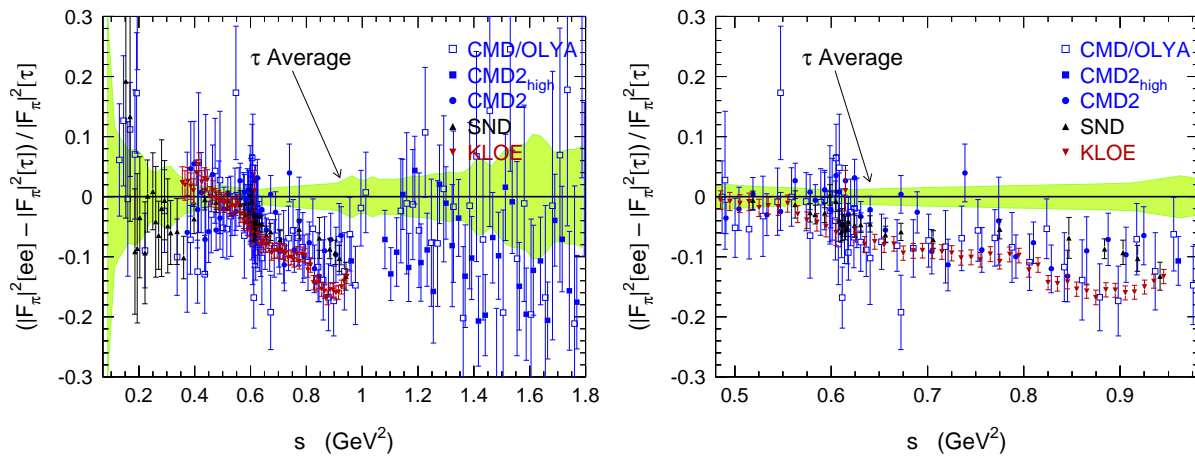 (|Fπ|²[ee] − |Fπ|²[τ]) / |Fπ|²[τ]
0.3
0.2
0.1
0
-0.1
-0.2
-0.3
τ Average
CMD/OLYA
CMD2high
CMD2
SND
KLOE
0.2 0.4 0.6 0.8 1 1.2 1.4 1.6 1.8
s (GeV²)
(|Fπ|²[ee] − |Fπ|²[τ]) / |Fπ|²[τ]
0.3
0.2
0.1
0
-0.1
-0.2
-0.3
τ Average
CMD/OLYA
CMD2high
CMD2
SND
KLOE
0.5 0.6 0.7 0.8 0.9
s (GeV²)